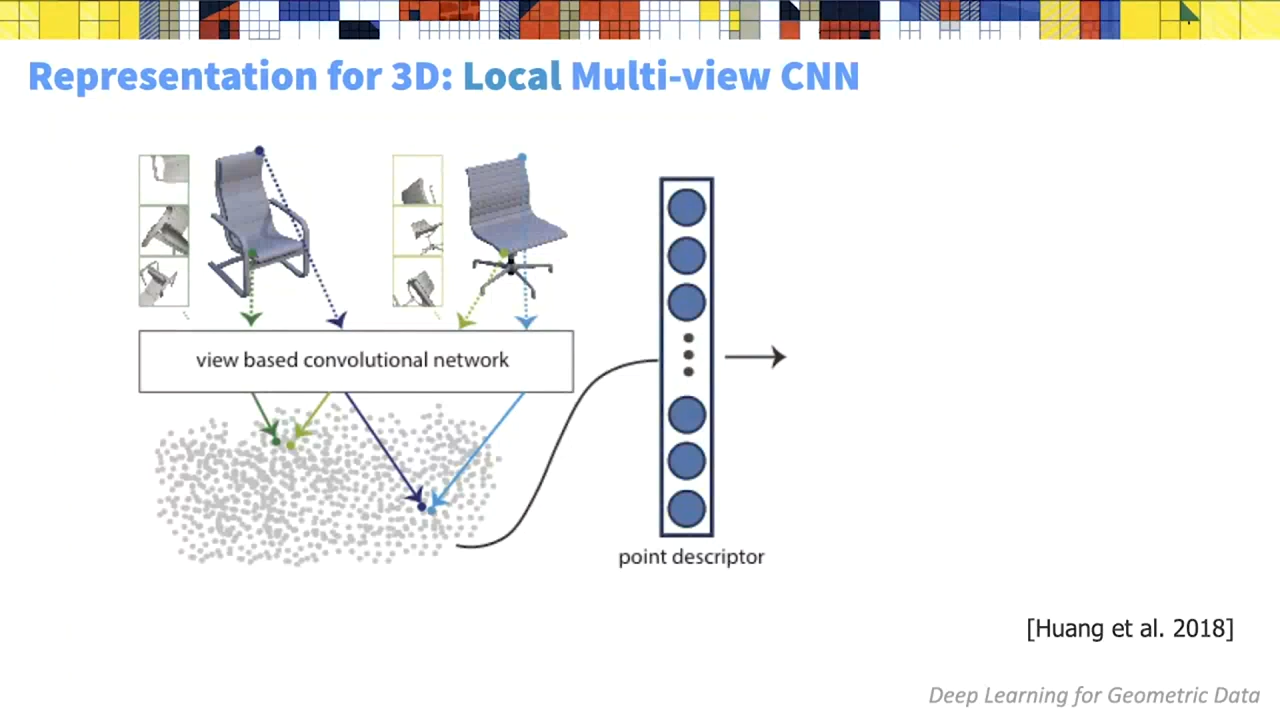 Representation for 3D: Local Multi-view CNN
view based convolutional network
point descriptor
[Huang et al. 2018]
Deep Learning for Geometric Data